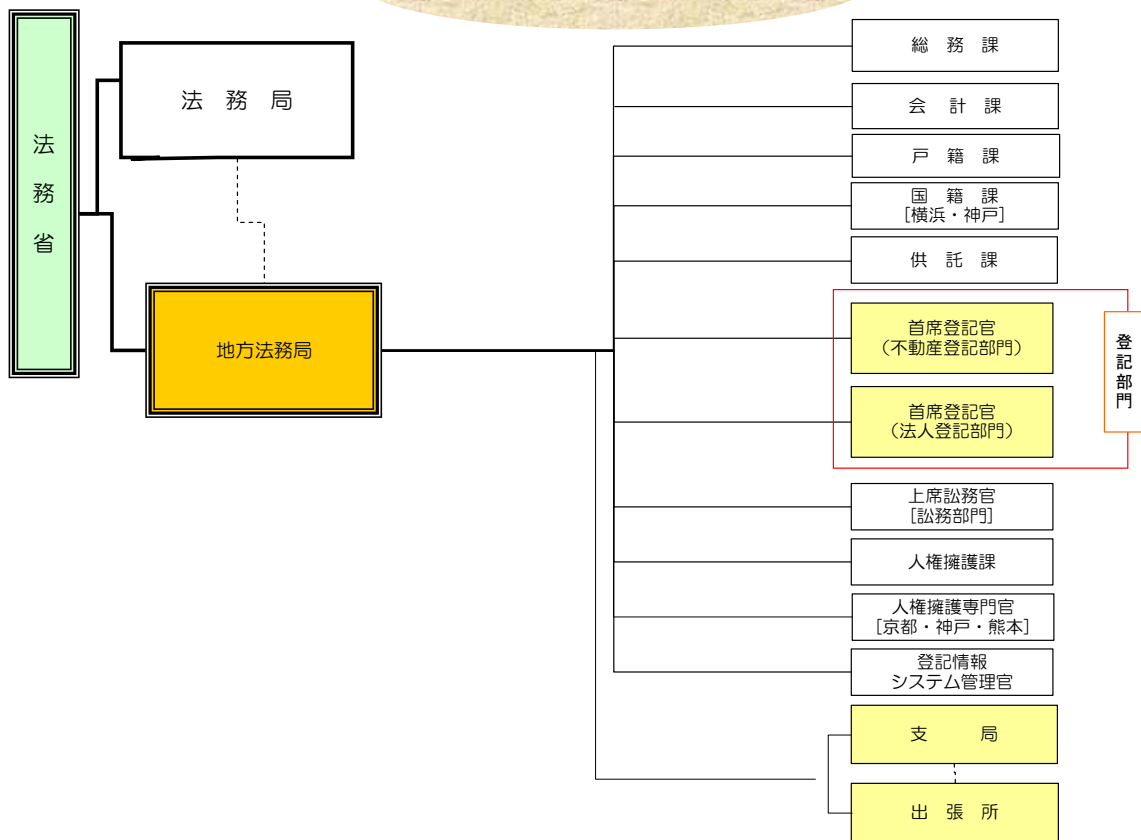 法務省
法　務　局
地方法務局
総　務　課
会　計　課
戸　籍　課
国　籍　課
[横浜・神戸]
供　託　課
首席登記官
（不動産登記部門）
首席登記官
（法人登記部門）
登記部門
上席訟務官
[訟務部門]
人権擁護課
人権擁護専門官
[京都・神戸・熊本]
登記情報
システム管理官
支　　局
出　張　所